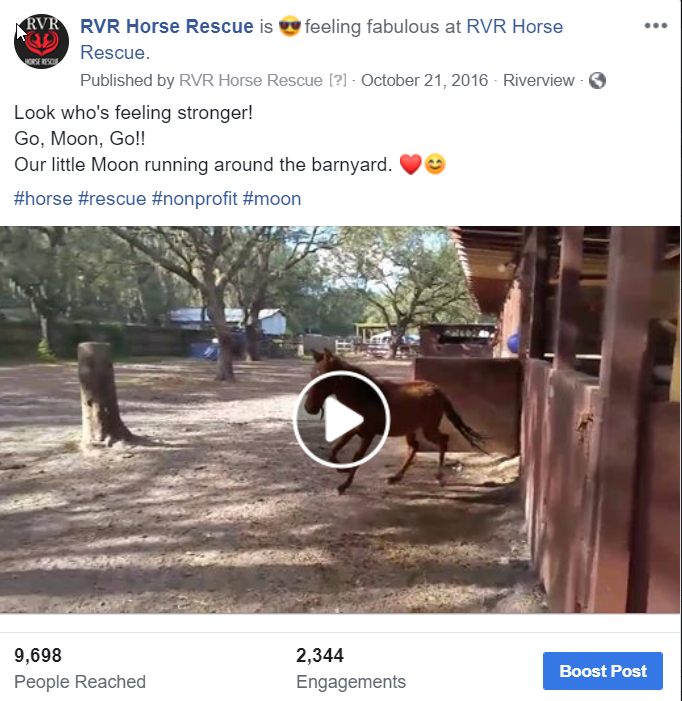 RVR
HORSE RESCUE
RVR Horse Rescue is 😎 feeling fabulous at RVR Horse
Rescue.
Published by RVR Horse Rescue [?] · October 21, 2016 · Riverview ·
Look who's feeling stronger!
Go, Moon, Go!!
Our little Moon running around the barnyard. ❤️😊
#horse #rescue #nonprofit #moon
9,698
People Reached
2,344
Engagements
Boost Post